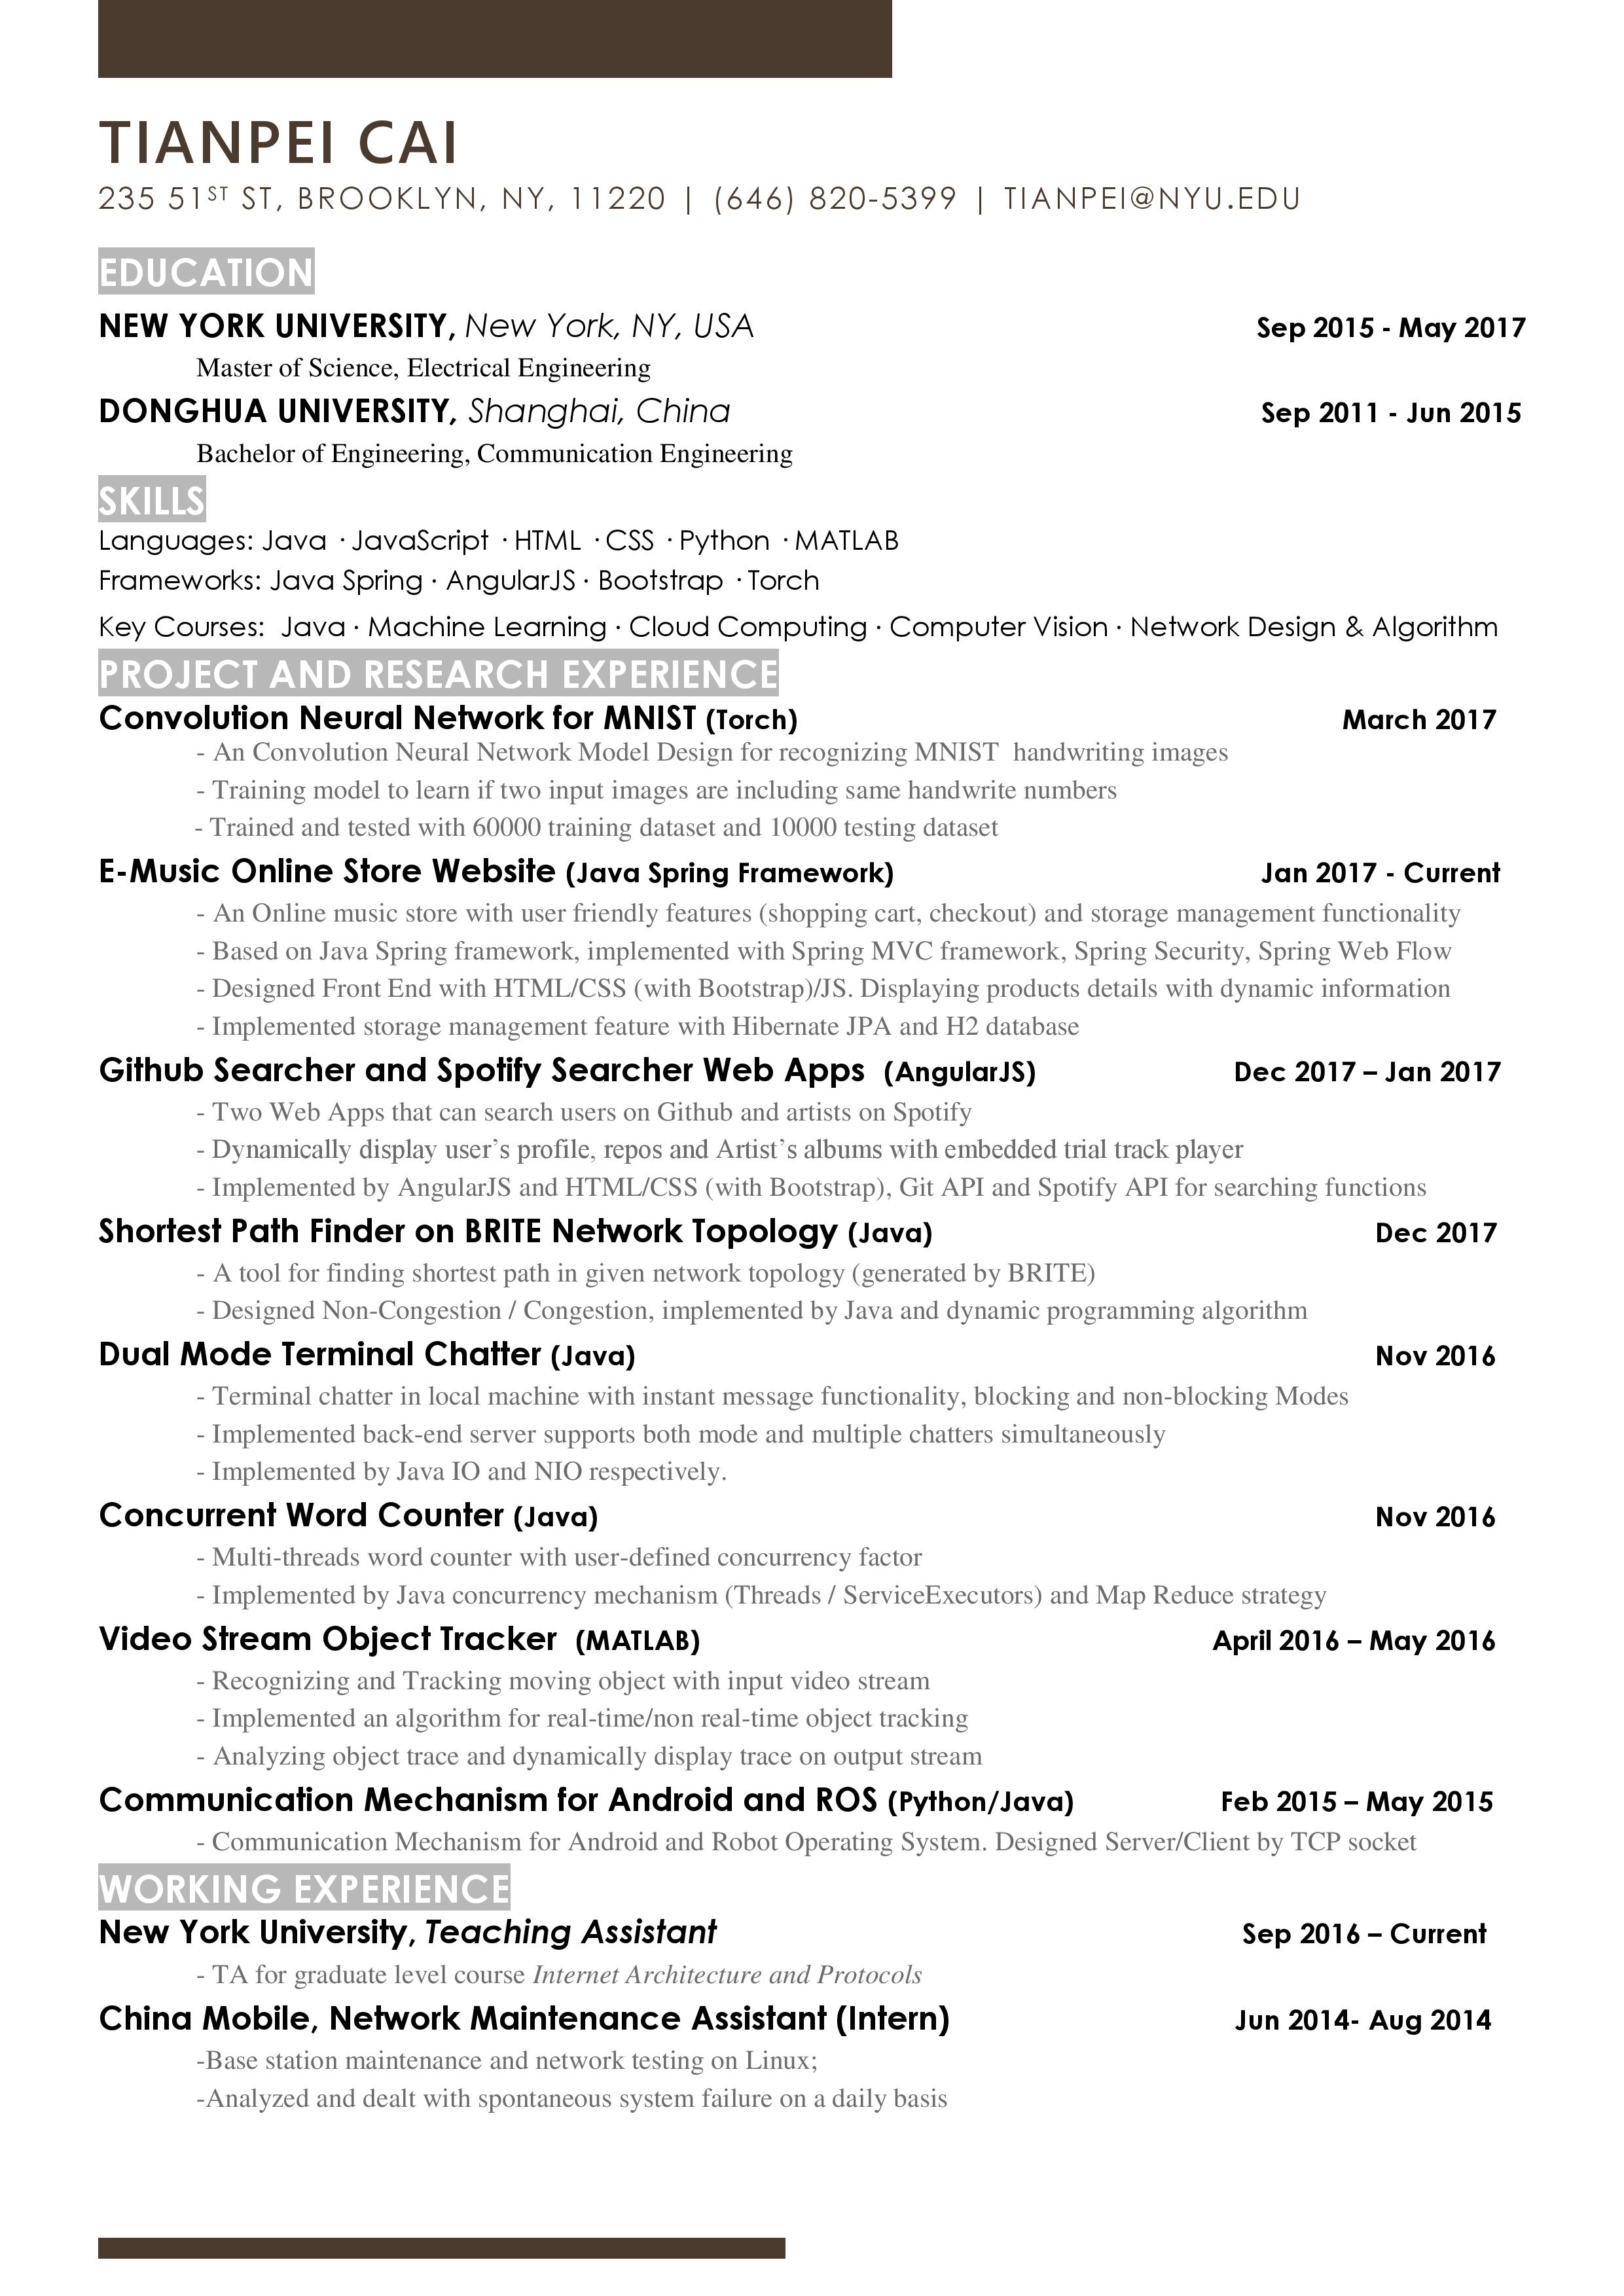 TIANPEI CAI
235 51ST ST, BROOKLYN, NY, 11220 | (646) 820-5399 | TIANPEI@NYU.EDU
EDUCATION
NEW YORK UNIVERSITY, New York, NY, USA Sep 2015 - May 2017
Master of Science, Electrical Engineering
DONGHUA UNIVERSITY, Shanghai, China Sep 2011 - Jun 2015
Bachelor of Engineering, Communication Engineering
SKILLS
Languages: Java · JavaScript · HTML · CSS · Python · MATLAB
Frameworks: Java Spring · AngularJS · Bootstrap · Torch
Key Courses: Java · Machine Learning · Cloud Computing · Computer Vision · Network Design & Algorithm
PROJECT AND RESEARCH EXPERIENCE
Convolution Neural Network for MNIST (Torch) March 2017
- An Convolution Neural Network Model Design for recognizing MNIST handwriting images
- Training model to learn if two input images are including same handwrite numbers
- Trained and tested with 60000 training dataset and 10000 testing dataset
E-Music Online Store Website (Java Spring Framework) Jan 2017 - Current
- An Online music store with user friendly features (shopping cart, checkout) and storage management functionality
- Based on Java Spring framework, implemented with Spring MVC framework, Spring Security, Spring Web Flow
- Designed Front End with HTML/CSS (with Bootstrap)/JS. Displaying products details with dynamic information
- Implemented storage management feature with Hibernate JPA and H2 database
Github Searcher and Spotify Searcher Web Apps (AngularJS) Dec 2017 – Jan 2017
- Two Web Apps that can search users on Github and artists on Spotify
- Dynamically display user’s profile, repos and Artist’s albums with embedded trial track player
- Implemented by AngularJS and HTML/CSS (with Bootstrap), Git API and Spotify API for searching functions
Shortest Path Finder on BRITE Network Topology (Java) Dec 2017
- A tool for finding shortest path in given network topology (generated by BRITE)
- Designed Non-Congestion / Congestion, implemented by Java and dynamic programming algorithm
Dual Mode Terminal Chatter (Java) Nov 2016
- Terminal chatter in local machine with instant message functionality, blocking and non-blocking Modes
- Implemented back-end server supports both mode and multiple chatters simultaneously
- Implemented by Java IO and NIO respectively.
Concurrent Word Counter (Java) Nov 2016
- Multi-threads word counter with user-defined concurrency factor
- Implemented by Java concurrency mechanism (Threads / ServiceExecutors) and Map Reduce strategy
Video Stream Object Tracker (MATLAB) April 2016 – May 2016
- Recognizing and Tracking moving object with input video stream
- Implemented an algorithm for real-time/non real-time object tracking
- Analyzing object trace and dynamically display trace on output stream
Communication Mechanism for Android and ROS (Python/Java) Feb 2015 – May 2015
- Communication Mechanism for Android and Robot Operating System. Designed Server/Client by TCP socket
WORKING EXPERIENCE
New York University, Teaching Assistant Sep 2016 – Current
- TA for graduate level course Internet Architecture and Protocols
China Mobile, Network Maintenance Assistant (Intern) Jun 2014- Aug 2014
-Base station maintenance and network testing on Linux;
-Analyzed and dealt with spontaneous system failure on a daily basis